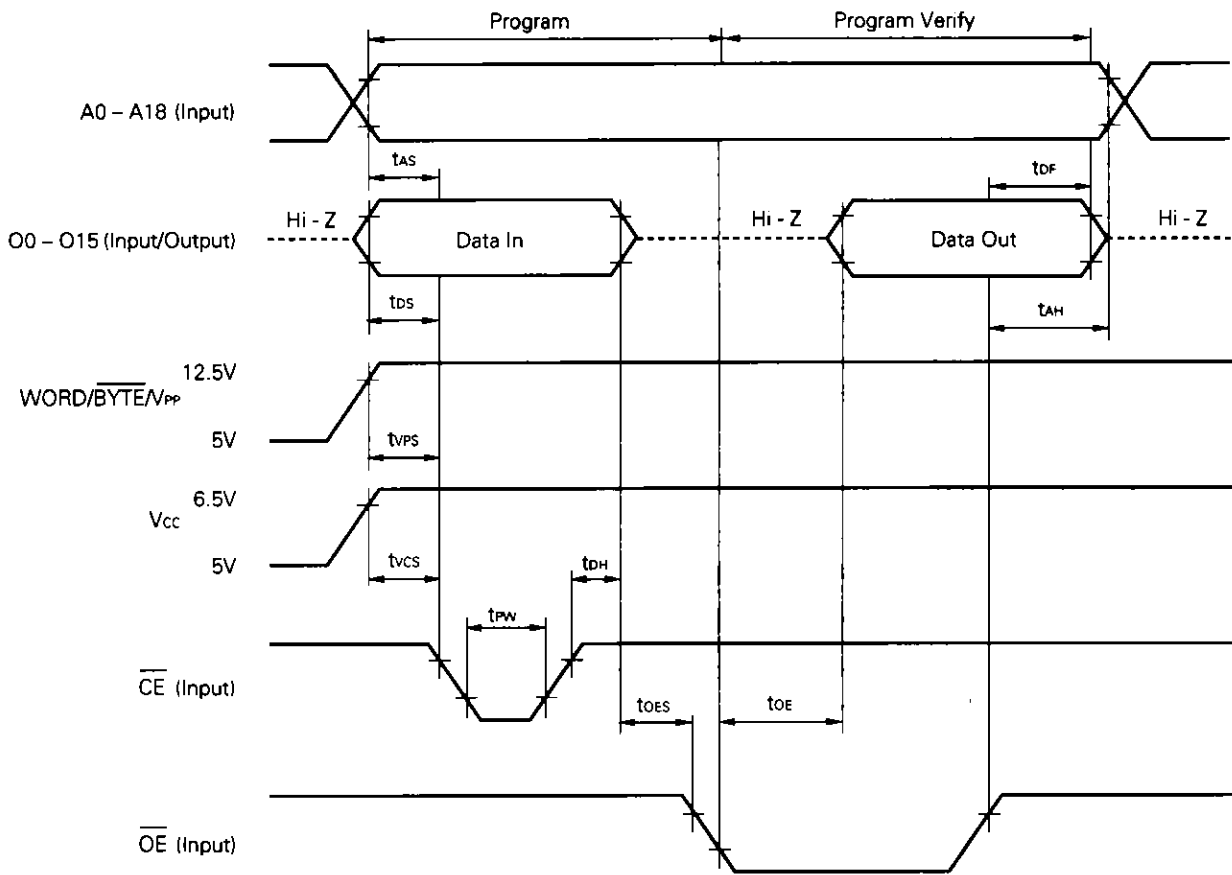 Program Program Verify
A0 – A18 (Input)
tAS tDF
Hi - Z Hi - Z Hi - Z
O0 – O15 (Input/Output) Data In Data Out
tDS tAH
12.5V
WORD/BYTE/VPP
5V
tVPS
6.5V
VCC
5V
tVCS tDH
tPW
CE (Input)
tOES tOE
OE (Input)